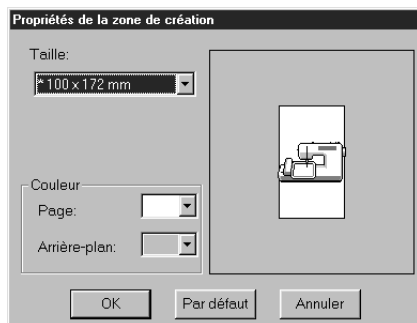 Propriétés de la zone de création
Taille:
* 100 x 172 mm
Couleur
Page:
Arrière-plan:
OK
Par défaut
Annuler